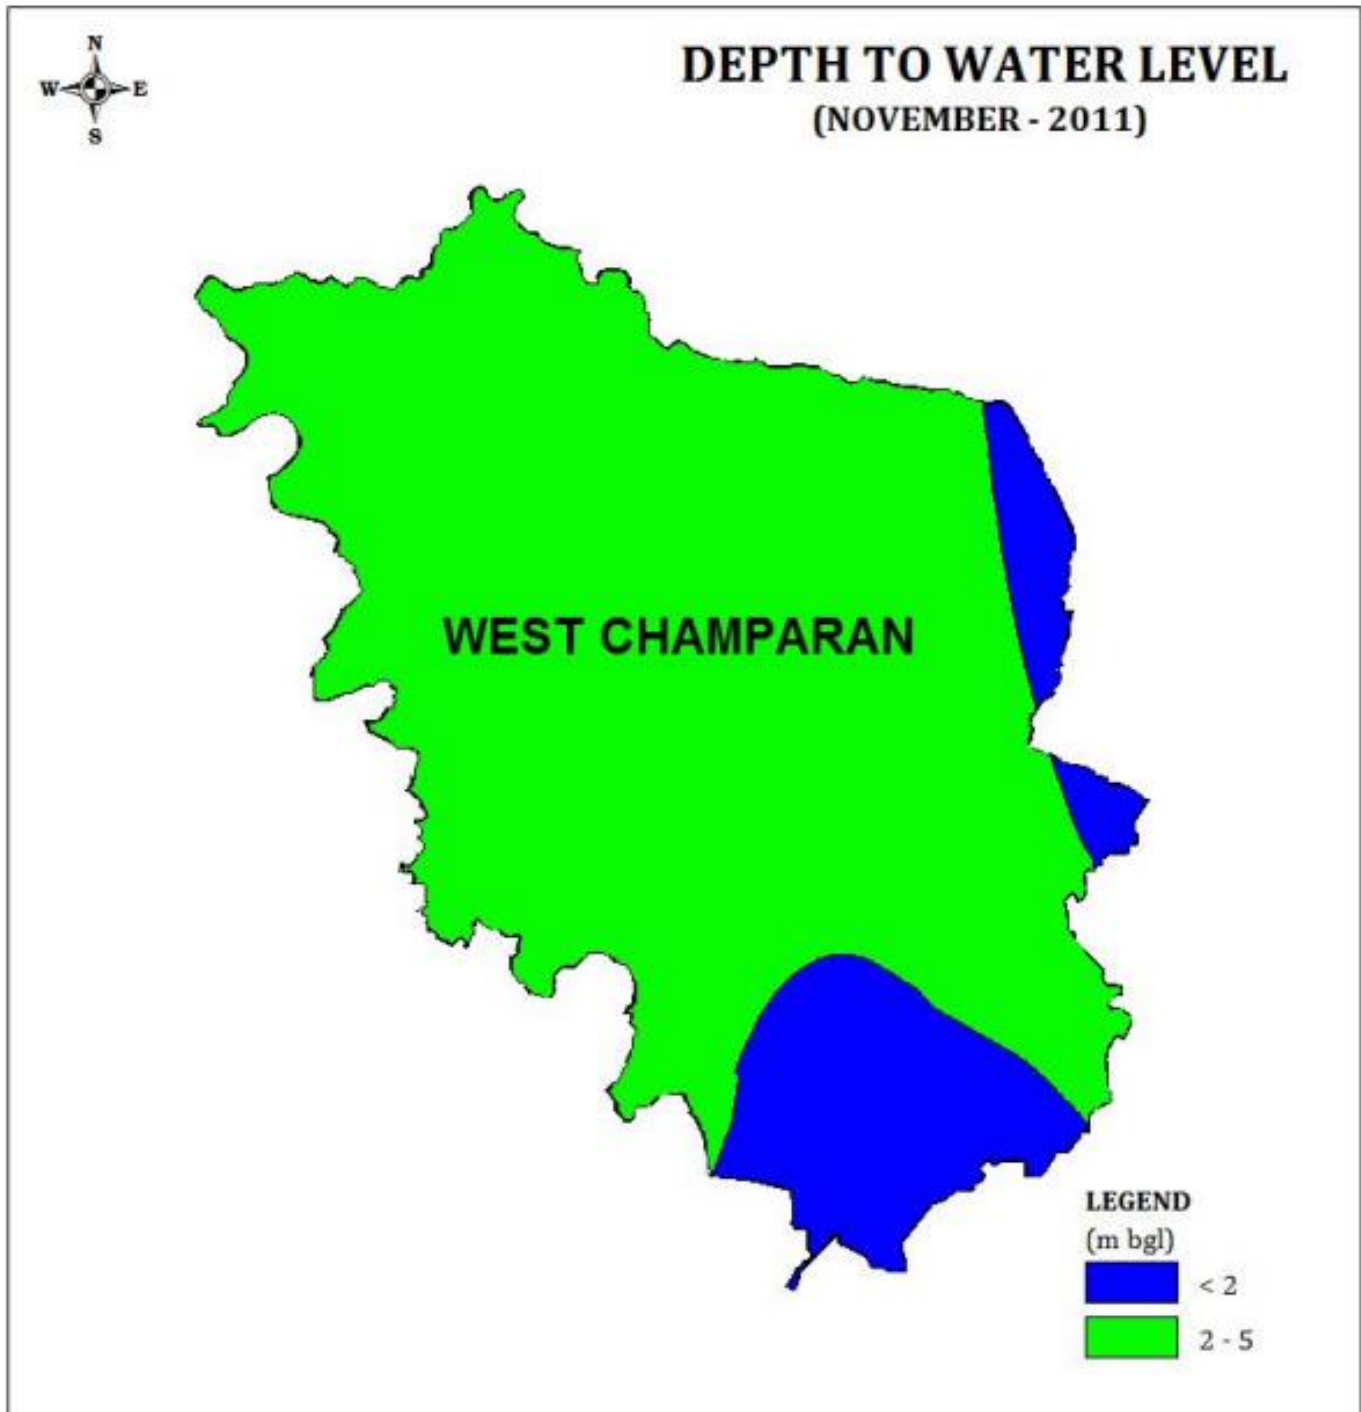 N
W E
S
DEPTH TO WATER LEVEL
(NOVEMBER - 2011)
WEST CHAMPARAN
LEGEND
(m bgl)
< 2
2 - 5